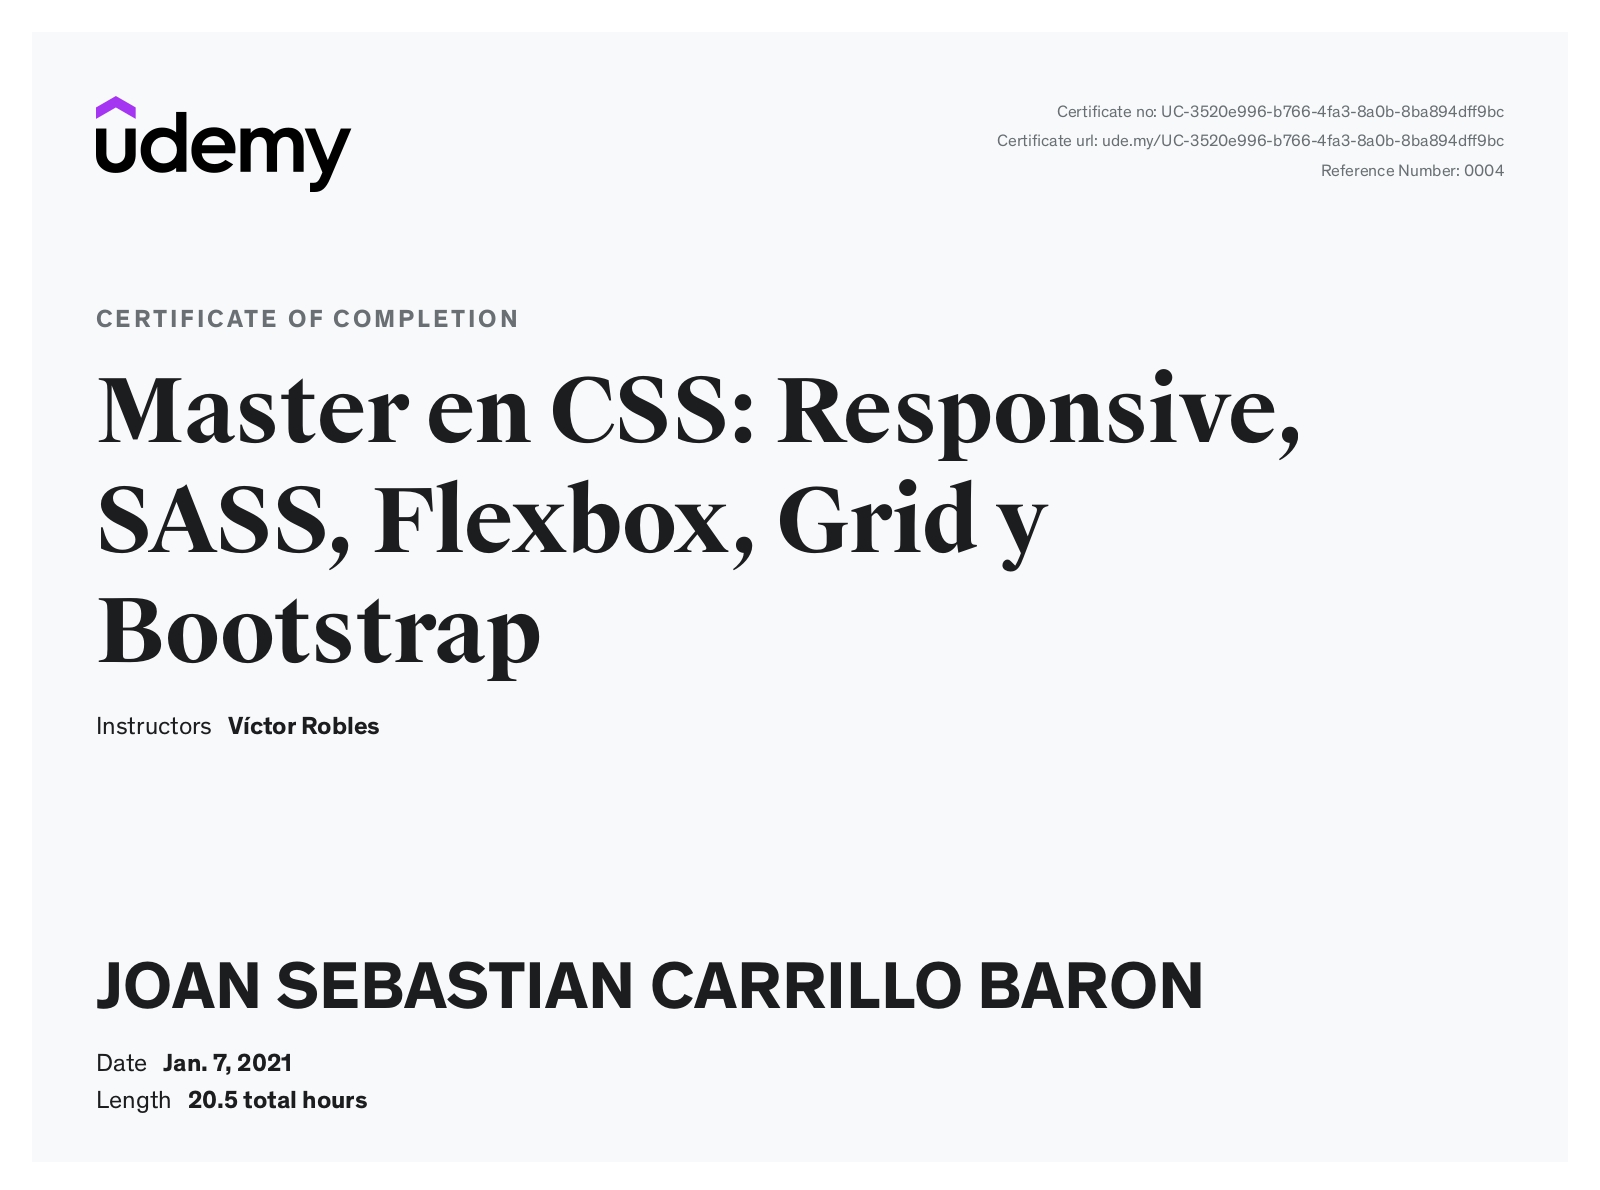 udemy
Certificate no: UC-3520e996-b766-4fa3-8a0b-8ba894dff9bc
Certificate url: ude.my/UC-3520e996-b766-4fa3-8a0b-8ba894dff9bc
Reference Number: 0004
CERTIFICATE OF COMPLETION
Master en CSS: Responsive,
SASS, Flexbox, Grid y
Bootstrap
Instructors Víctor Robles
JOAN SEBASTIAN CARRILLO BARON
Date Jan. 7, 2021
Length 20.5 total hours